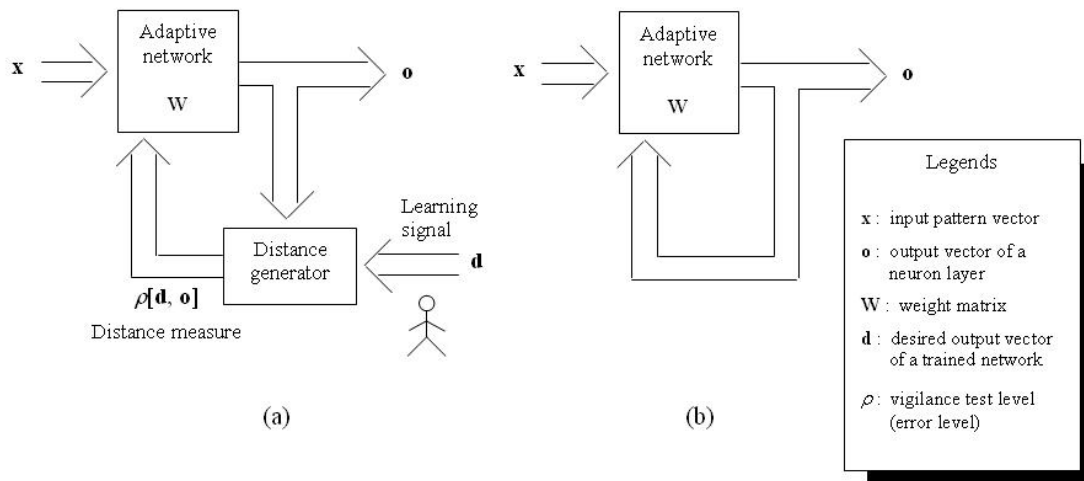 Adaptive
network
W
x
o
Learning
signal
Distance
generator
d
ρ[d, o]
Distance measure
(a)
Adaptive
network
W
x
o
(b)
Legends
x : input pattern vector
o : output vector of a
neuron layer
W : weight matrix
d : desired output vector
of a trained network
ρ : vigilance test level
(error level)